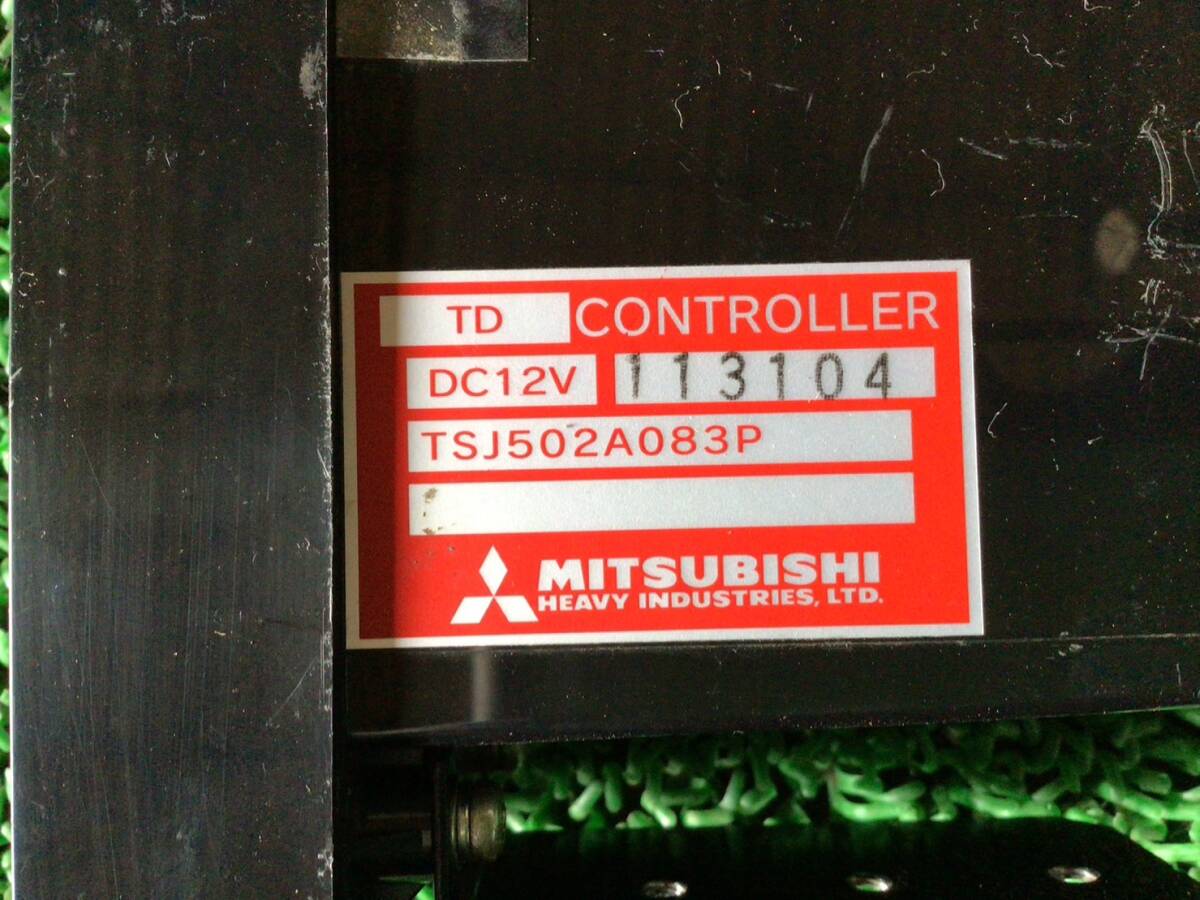 TD CONTROLLER
DC12V 113104
TSJ502A083P
MITSUBISHI
HEAVY INDUSTRIES, LTD.